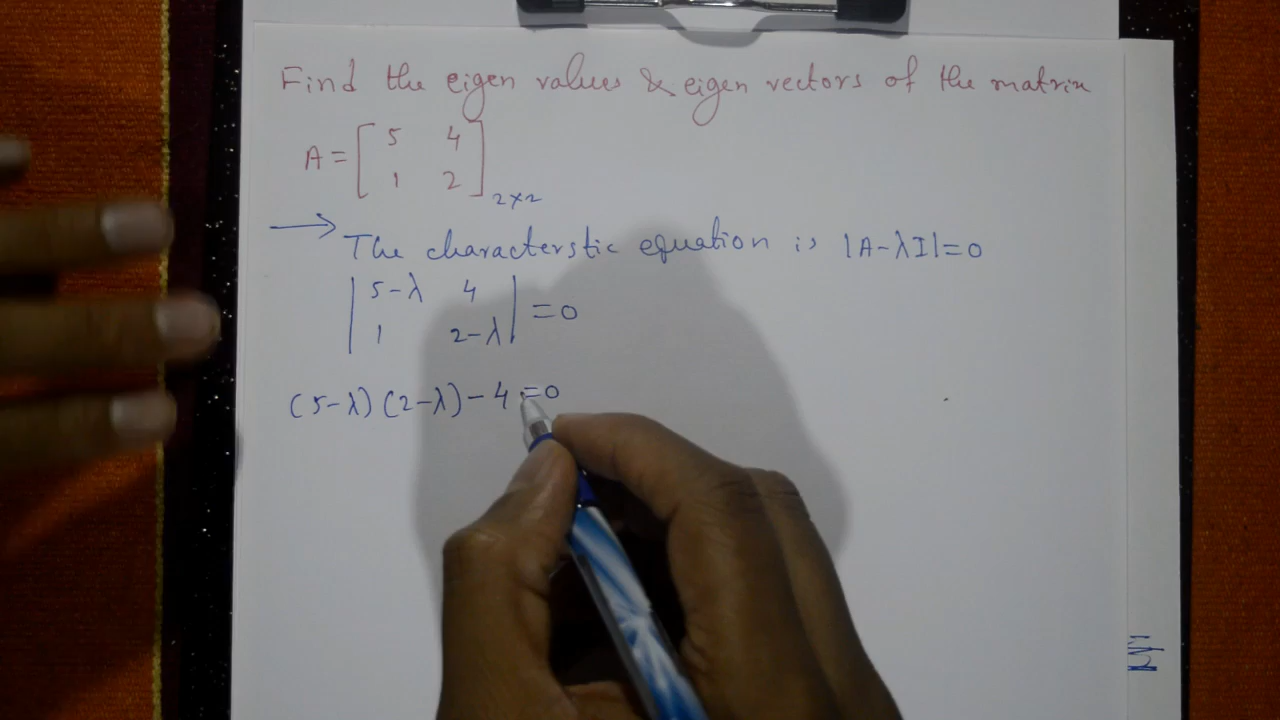 Find the eigen values & eigen vectors of the matrix
A = [ 5 4
1 2 ] 2×2
→ The characterstic equation is |A-λI|=0
| 5-λ 4
1 2-λ | = 0
(5-λ) (2-λ) - 4 = 0